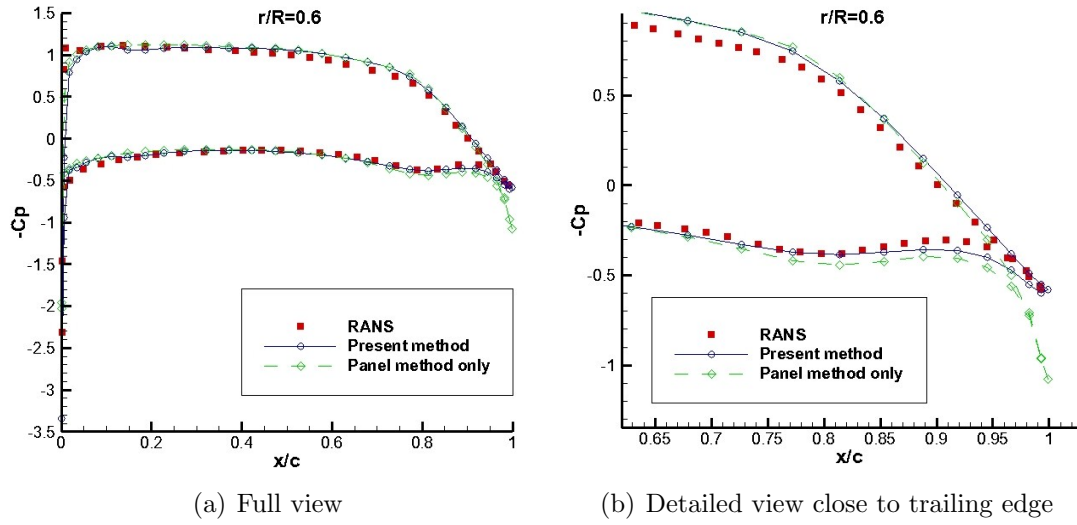 r/R=0.6
-Cp
1.5
1
0.5
0
-0.5
-1
-1.5
-2
-2.5
-3
-3.5
RANS
Present method
Panel method only
0
0.2
0.4
0.6
0.8
1
x/c
(a) Full view
r/R=0.6
-Cp
0.5
0
-0.5
-1
RANS
Present method
Panel method only
0.65
0.7
0.75
0.8
0.85
0.9
0.95
1
x/c
(b) Detailed view close to trailing edge